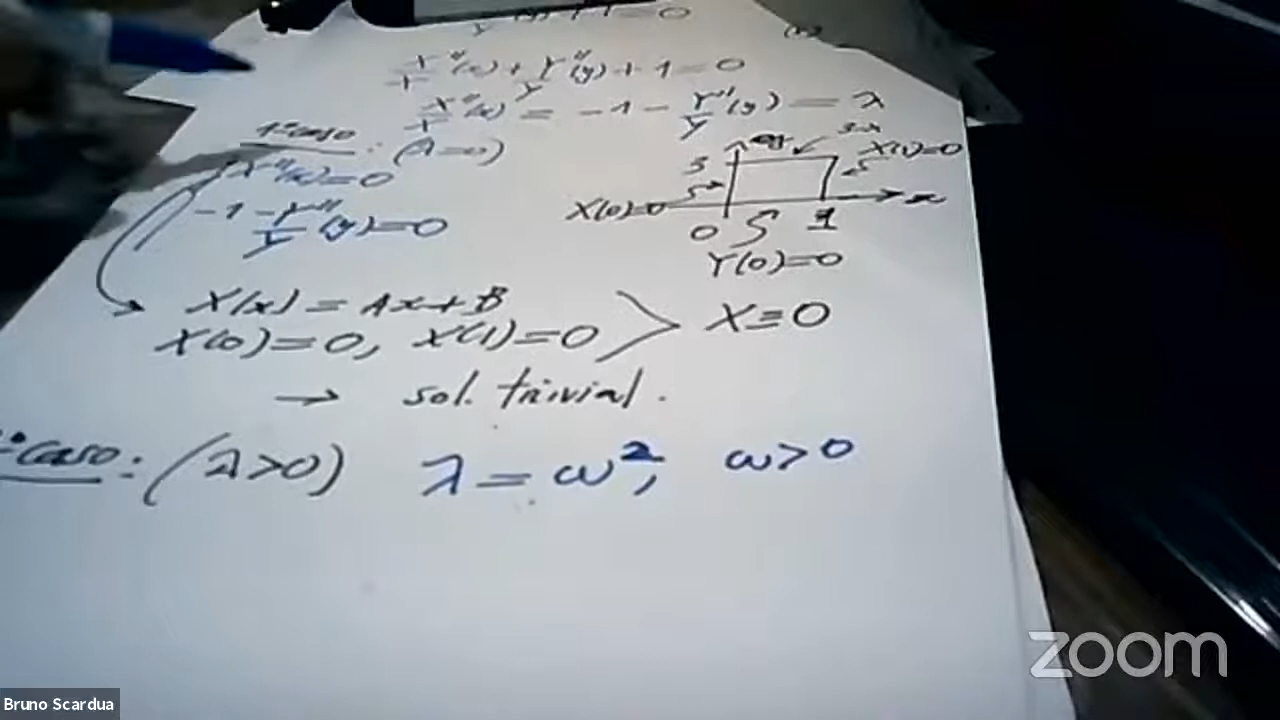 X''/X (x) + Y''/Y (y) + 1 = 0
X''/X (x) = -1 - Y''/Y (y) = λ
1º caso: (λ=0)
X''(x) = 0
-1 - Y''/Y (y) = 0
3
X(1)=0
X(0)=0
0
1
x
Y(0)=0
X(x) = Ax+B
X(0)=0, X(1)=0 > X≡0
→ sol. trivial.
caso: (λ>0) λ = ω², ω>0
zoom
Bruno Scardua